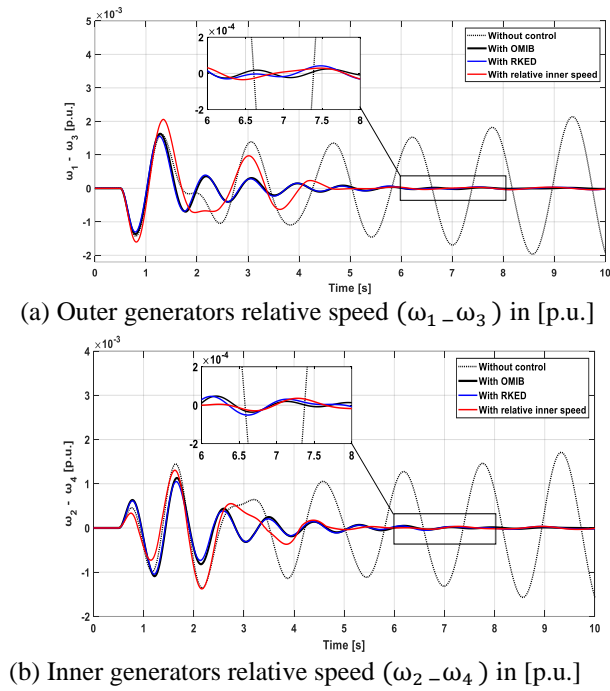 ×10⁻³
5
4
3
2
1
0
-1
-2
ω₁ - ω₃ [p.u.]
×10⁻⁴
2
0
-2
6 6.5 7 7.5 8
Without control
With OMIB
With RKED
With relative inner speed
0 1 2 3 4 5 6 7 8 9 10
Time [s]
(a) Outer generators relative speed (ω₁ _ω₃) in [p.u.]
×10⁻³
4
3
2
1
0
-1
-2
ω₂ - ω₄ [p.u.]
×10⁻⁴
2
0
-2
6 6.5 7 7.5 8
Without control
With OMIB
With RKED
With relative inner speed
0 1 2 3 4 5 6 7 8 9 10
Time [s]
(b) Inner generators relative speed (ω₂ _ω₄) in [p.u.]